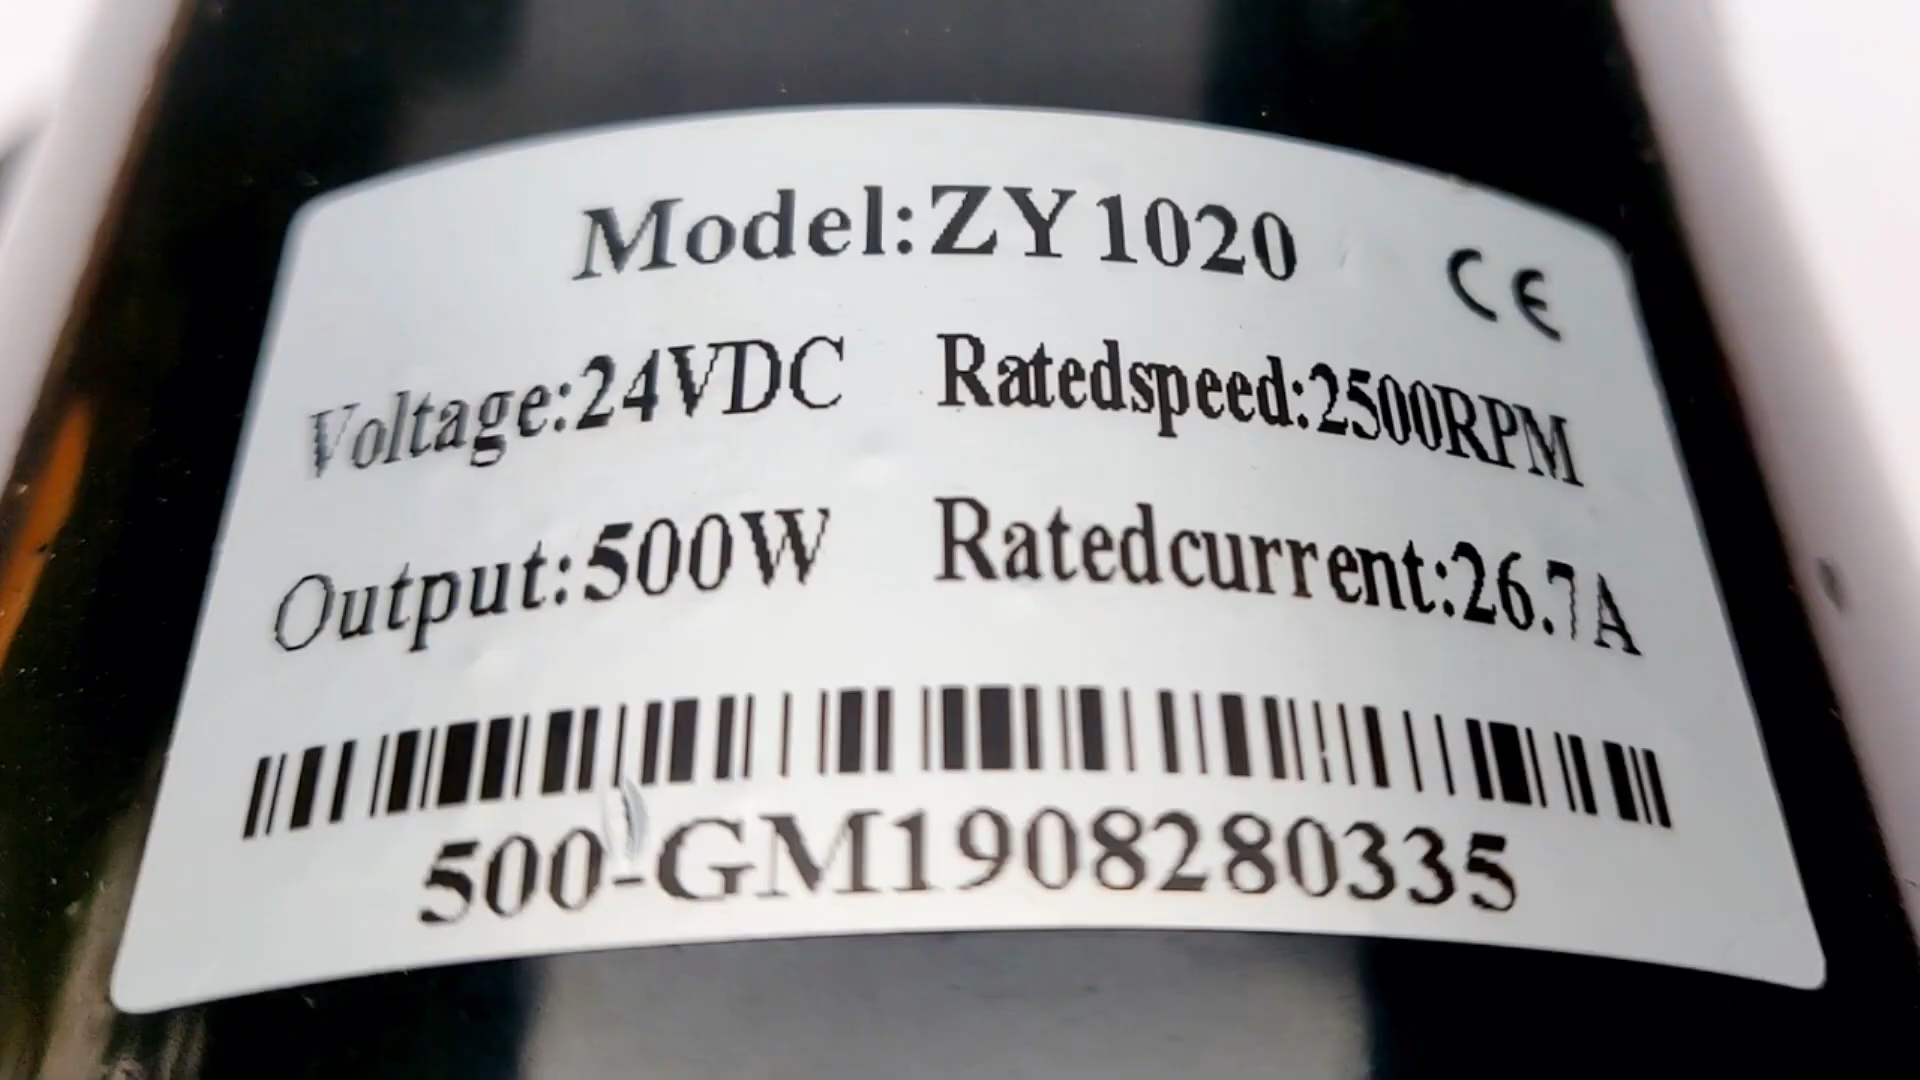 Model:ZY1020
CE
Voltage:24VDC Ratedspeed:2500RPM
Output:500W Ratedcurrent:26.7A
500-GM1908280335